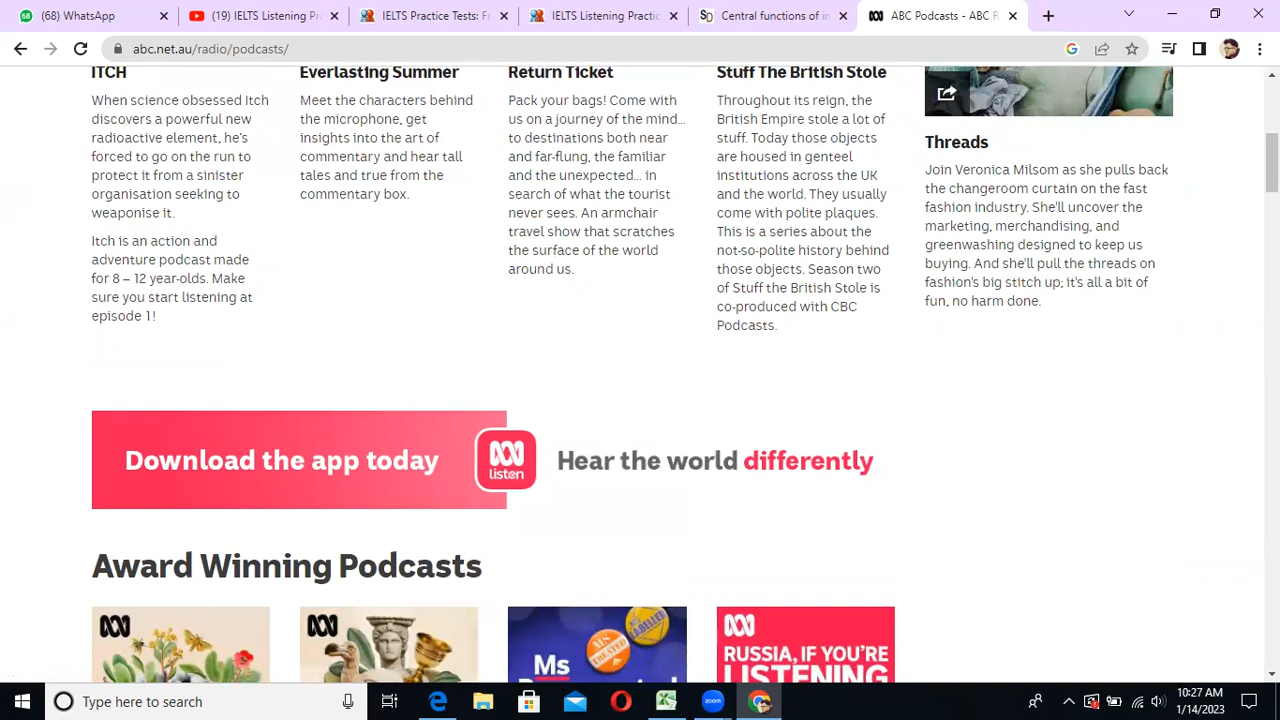 (68) WhatsApp
(19) IELTS Listening Pr
IELTS Practice Tests: F
IELTS Listening Practic
Central functions of in
ABC Podcasts - ABC R
abc.net.au/radio/podcasts/
ITCH
When science obsessed Itch
discovers a powerful new
radioactive element, he's
forced to go on the run to
protect it from a sinister
organisation seeking to
weaponise it.
Itch is an action and
adventure podcast made
for 8 – 12 year-olds. Make
sure you start listening at
episode 1!
Everlasting Summer
Meet the characters behind
the microphone, get
insights into the art of
commentary and hear tall
tales and true from the
commentary box.
Return Ticket
Pack your bags! Come with
us on a journey of the mind...
to destinations both near
and far-flung, the familiar
and the unexpected... in
search of what the tourist
never sees. An armchair
travel show that scratches
the surface of the world
around us.
Stuff The British Stole
Throughout its reign, the
British Empire stole a lot of
stuff. Today those objects
are housed in genteel
institutions across the UK
and the world. They usually
come with polite plaques.
This is a series about the
not-so-polite history behind
those objects. Season two
of Stuff the British Stole is
co-produced with CBC
Podcasts.
Threads
Join Veronica Milsom as she pulls back
the changeroom curtain on the fast
fashion industry. She'll uncover the
marketing, merchandising, and
greenwashing designed to keep us
buying. And she'll pull the threads on
fashion's big stitch up; it's all a bit of
fun, no harm done.
Download the app today
listen
Hear the world differently
Award Winning Podcasts
Ms
MS TREATED
RUSSIA, IF YOU'RE
LISTENING
Type here to search
zoom
10:27 AM
1/14/2023